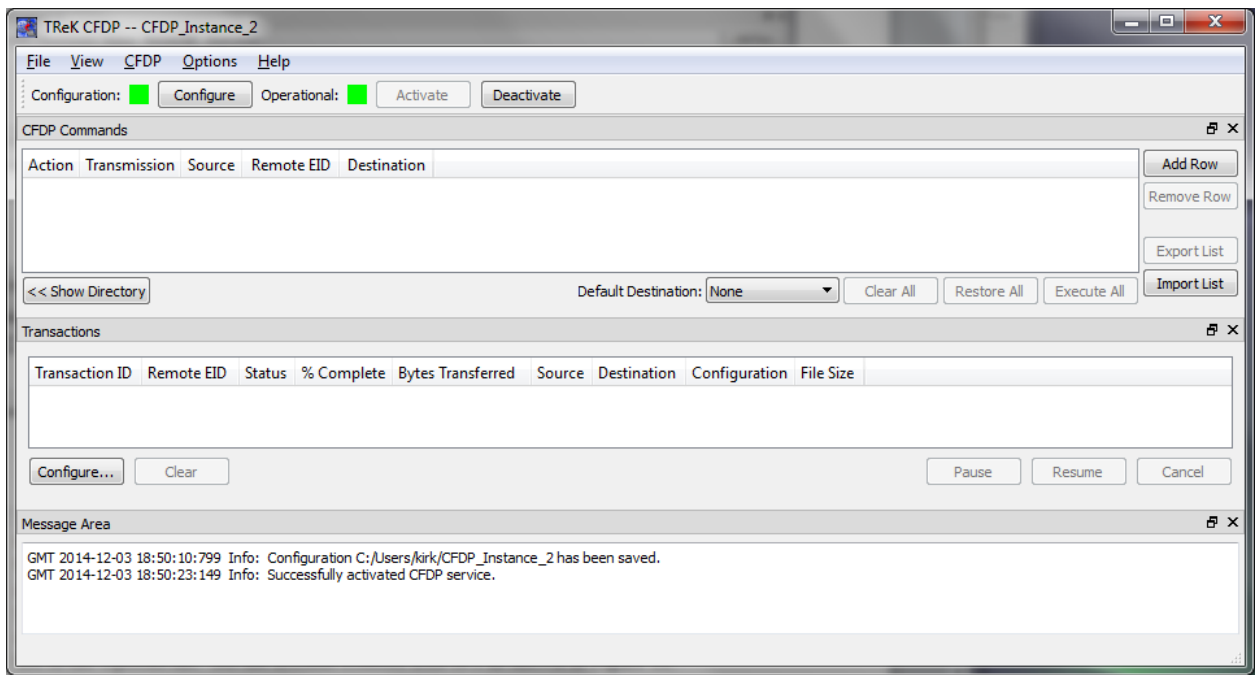 TReK CFDP -- CFDP_Instance_2
File View CFDP Options Help
Configuration: Configure Operational: Activate Deactivate
CFDP Commands
Action Transmission Source Remote EID Destination
Add Row
Remove Row
Export List
Import List
<< Show Directory Default Destination: None Clear All Restore All Execute All
Transactions
Transaction ID Remote EID Status % Complete Bytes Transferred Source Destination Configuration File Size
Configure... Clear Pause Resume Cancel
Message Area
GMT 2014-12-03 18:50:10:799 Info: Configuration C:/Users/kirk/CFDP_Instance_2 has been saved.
GMT 2014-12-03 18:50:23:149 Info: Successfully activated CFDP service.